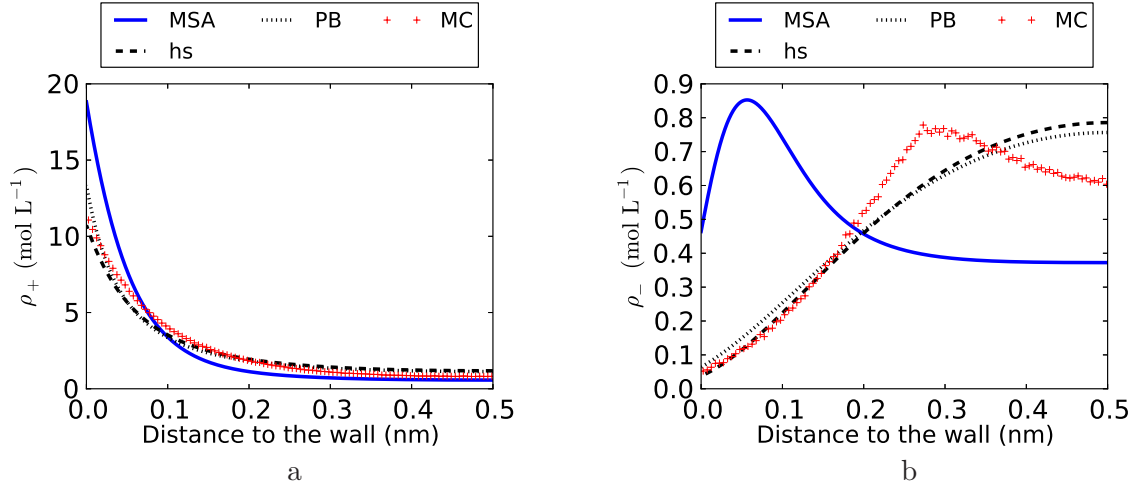 MSA PB MC
hs
20
15
10
5
0
0.0 0.1 0.2 0.3 0.4 0.5
ρ₊ (mol L⁻¹)
Distance to the wall (nm)
a
MSA PB MC
hs
0.9
0.8
0.7
0.6
0.5
0.4
0.3
0.2
0.1
0.0
0.0 0.1 0.2 0.3 0.4 0.5
ρ₋ (mol L⁻¹)
Distance to the wall (nm)
b